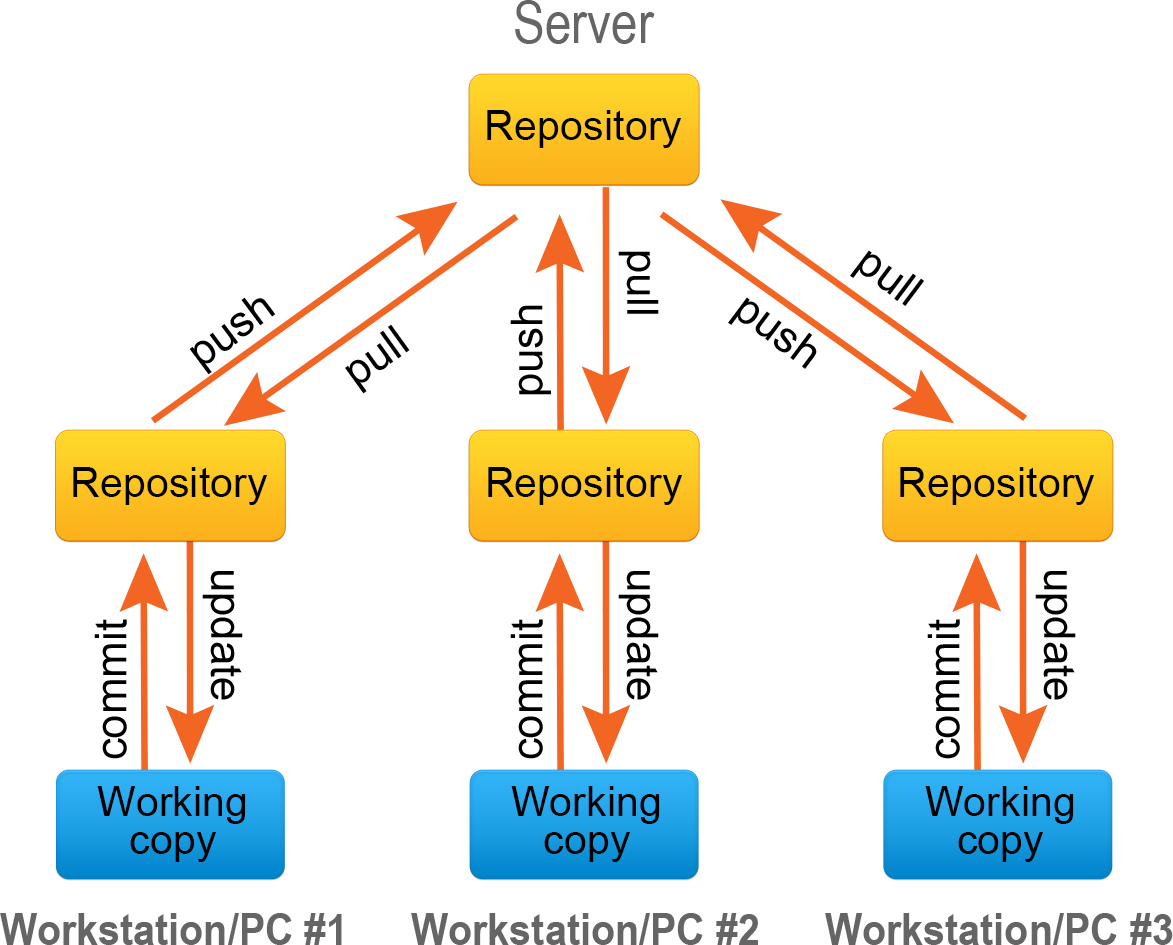 Server
Repository
push
pull
push
pull
push
pull
Repository
Repository
Repository
commit
update
commit
update
commit
update
Working
copy
Working
copy
Working
copy
Workstation/PC #1
Workstation/PC #2
Workstation/PC #3